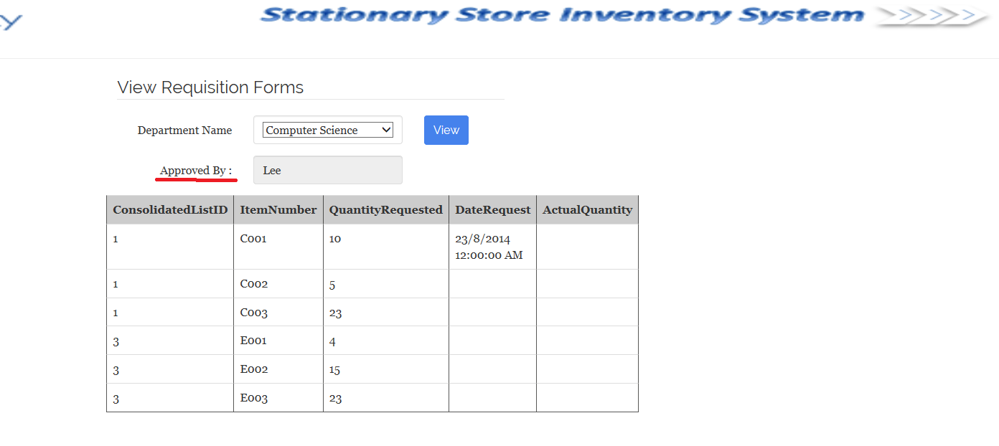 Stationary Store Inventory System
View Requisition Forms
Department Name Computer Science View
Approved By : Lee
ConsolidatedListID ItemNumber QuantityRequested DateRequest ActualQuantity
1 C001 10 23/8/2014
12:00:00 AM
1 C002 5
1 C003 23
3 E001 4
3 E002 15
3 E003 23